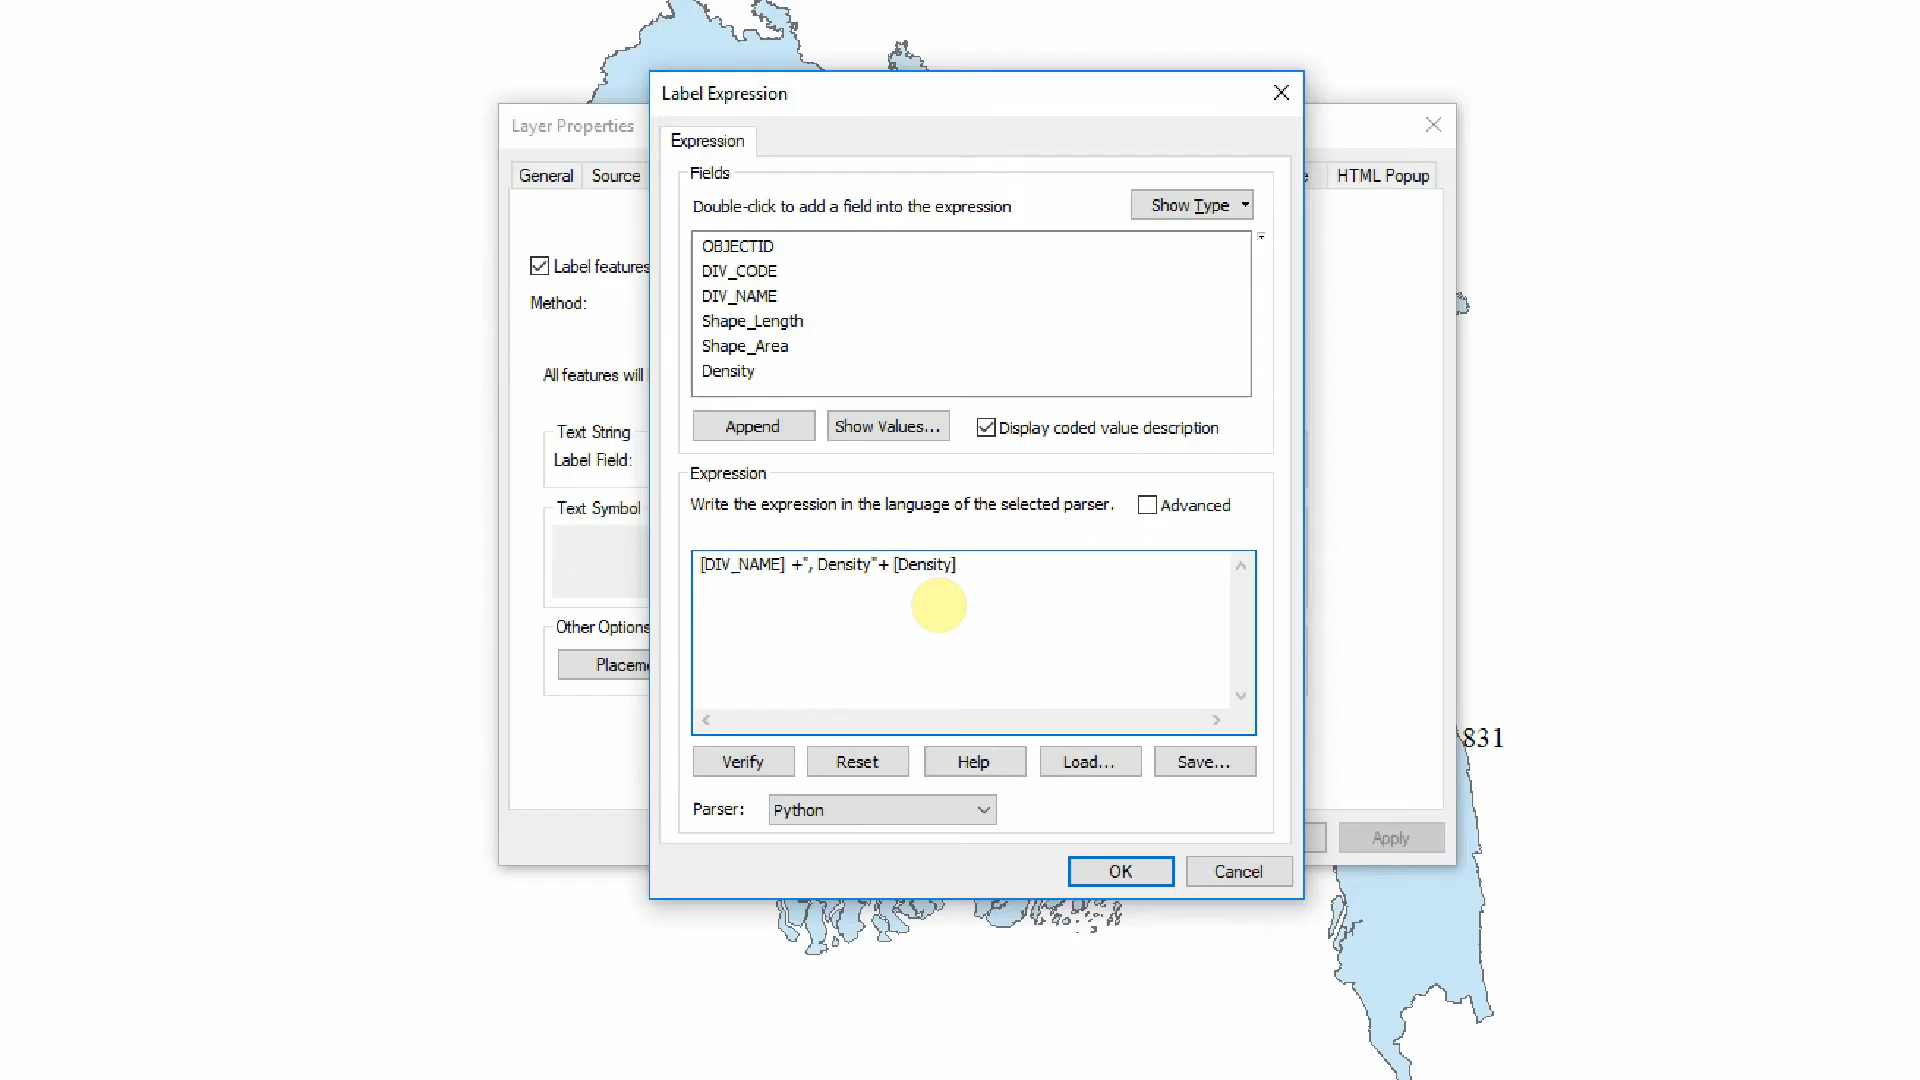 Label Expression
Layer Properties
Expression
General
Source
HTML Popup
Fields
Double-click to add a field into the expression
Show Type
OBJECTID
DIV_CODE
DIV_NAME
Shape_Length
Shape_Area
Density
Label features
Method:
All features will
Append
Show Values...
Display coded value description
Text String
Label Field:
Expression
Write the expression in the language of the selected parser.
Advanced
Text Symbol
[DIV_NAME] +", Density"+ [Density]
Other Options
Placeme
831
Verify
Reset
Help
Load...
Save...
Parser:
Python
Apply
OK
Cancel